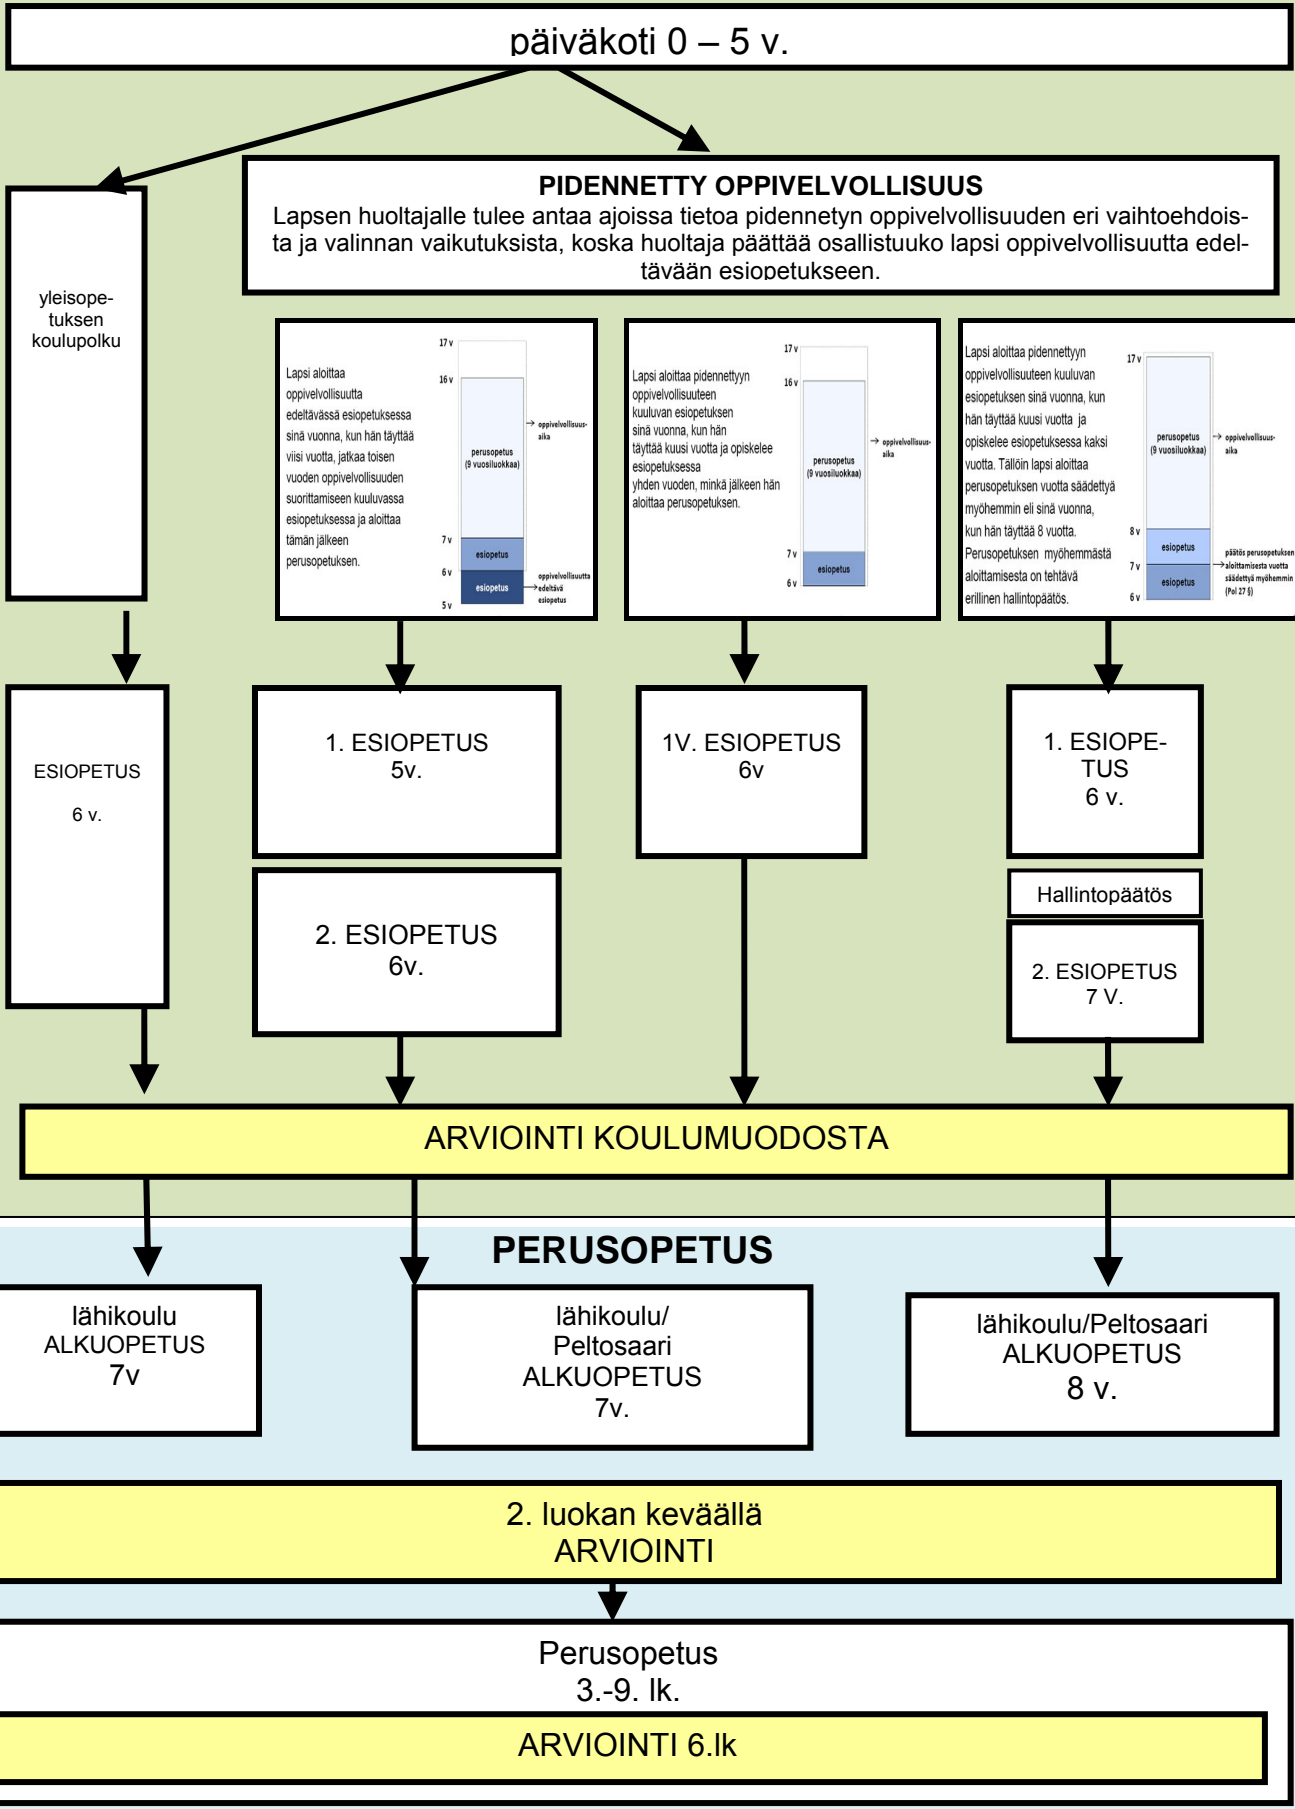 päiväkoti 0 – 5 v.
PIDENNETTY OPPIVELVOLLISUUS
Lapsen huoltajalle tulee antaa ajoissa tietoa pidennetyn oppivelvollisuuden eri vaihtoehdois-
ta ja valinnan vaikutuksista, koska huoltaja päättää osallistuuko lapsi oppivelvollisuutta edel-
tävään esiopetukseen.
yleisope-
tuksen
koulupolku
Lapsi aloittaa
oppivelvollisuutta
edeltävässä esiopetuksessa
sinä vuonna, kun hän täyttää
viisi vuotta, jatkaa toisen
vuoden oppivelvollisuuden
suorittamiseen kuuluvassa
esiopetuksessa ja aloittaa
tämän jälkeen
perusopetuksen.
17 v
16 v
perusopetus
(9 vuosiluokkaa)
oppivelvollisuus-
aika
7 v
esiopetus
6 v
esiopetus
5 v
oppivelvollisuutta
edeltävä
esiopetus
Lapsi aloittaa pidennettyyn
oppivelvollisuuteen
kuuluvan esiopetuksen
sinä vuonna, kun hän
täyttää kuusi vuotta ja opiskelee
esiopetuksessa
yhden vuoden, minkä jälkeen hän
aloittaa perusopetuksen.
17 v
16 v
perusopetus
(9 vuosiluokkaa)
oppivelvollisuus-
aika
7 v
esiopetus
6 v
Lapsi aloittaa pidennettyyn
oppivelvollisuuteen kuuluvan
esiopetuksen sinä vuonna, kun
hän täyttää kuusi vuotta ja
opiskelee esiopetuksessa kaksi
vuotta. Tällöin lapsi aloittaa
perusopetuksen vuotta säädettyä
myöhemmin eli sinä vuonna,
kun hän täyttää 8 vuotta.
Perusopetuksen myöhemmästä
aloittamisesta on tehtävä
erillinen hallintopäätös.
17 v
perusopetus
(9 vuosiluokkaa)
oppivelvollisuus-
aika
8 v
esiopetus
7 v
esiopetus
6 v
päätös perusopetuksen
aloittamisesta vuotta
säädettyä myöhemmin
(Pol 27 §)
ESIOPETUS
6 v.
1. ESIOPETUS
5v.
1V. ESIOPETUS
6v
1. ESIOPE-
TUS
6 v.
2. ESIOPETUS
6v.
Hallintopäätös
2. ESIOPETUS
7 V.
ARVIOINTI KOULUMUODOSTA
PERUSOPETUS
lähikoulu
ALKUOPETUS
7v
lähikoulu/
Peltosaari
ALKUOPETUS
7v.
lähikoulu/Peltosaari
ALKUOPETUS
8 v.
2. luokan keväällä
ARVIOINTI
Perusopetus
3.-9. lk.
ARVIOINTI 6.lk